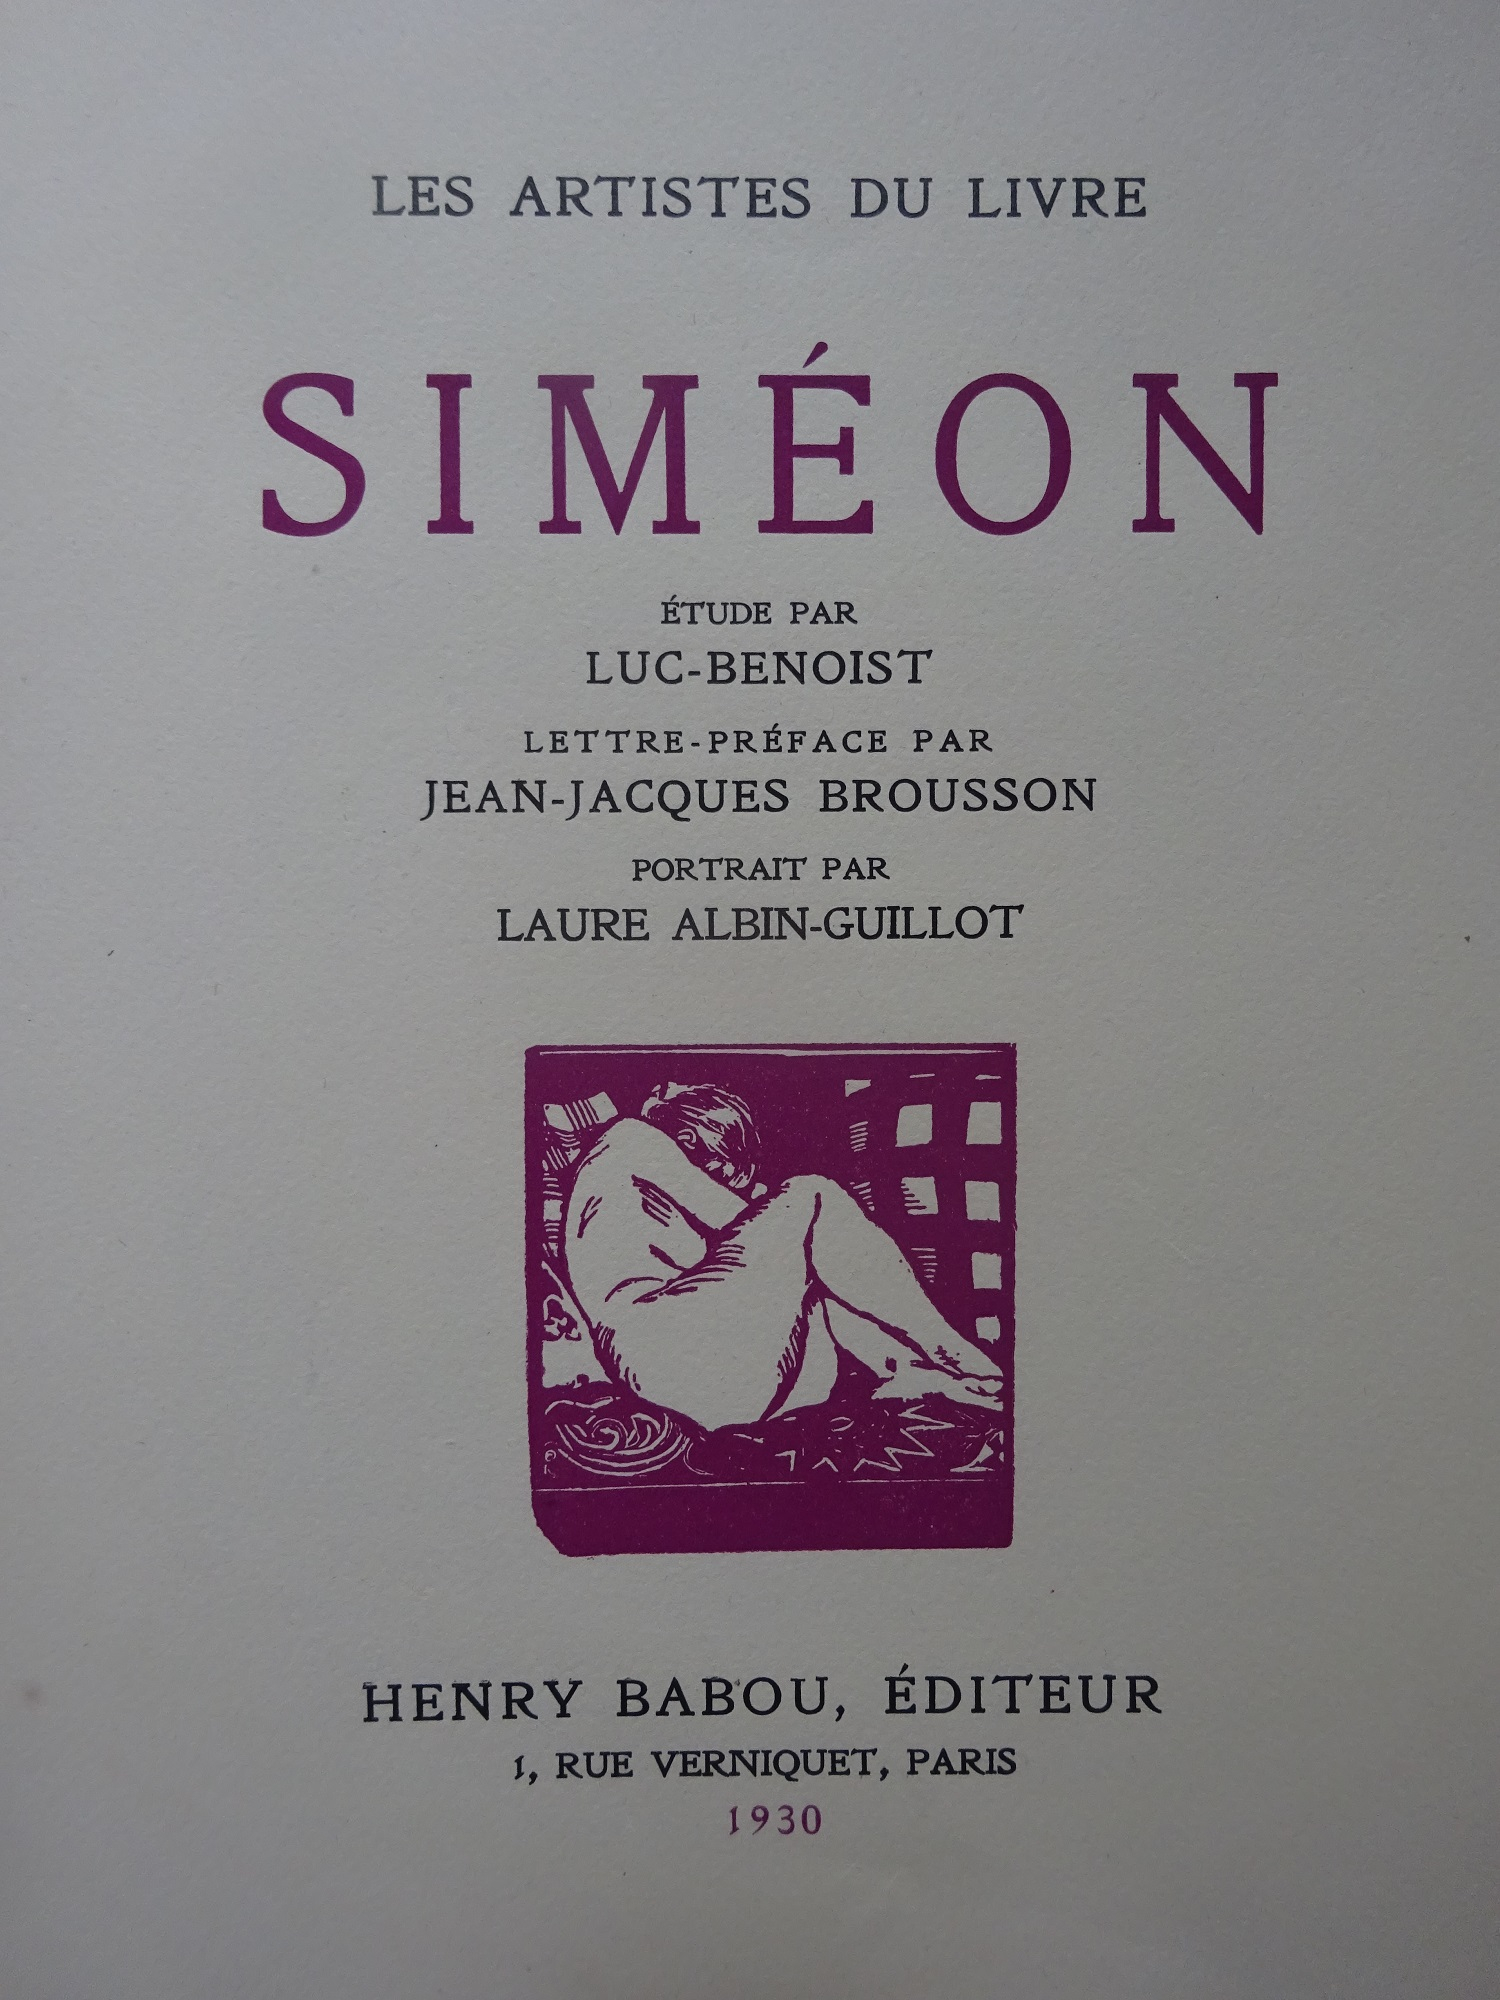 LES ARTISTES DU LIVRE
SIMÉON
ÉTUDE PAR
LUC-BENOIST
LETTRE-PRÉFACE PAR
JEAN-JACQUES BROUSSON
PORTRAIT PAR
LAURE ALBIN-GUILLOT
HENRY BABOU, ÉDITEUR
1, RUE VERNIQUET, PARIS
1930